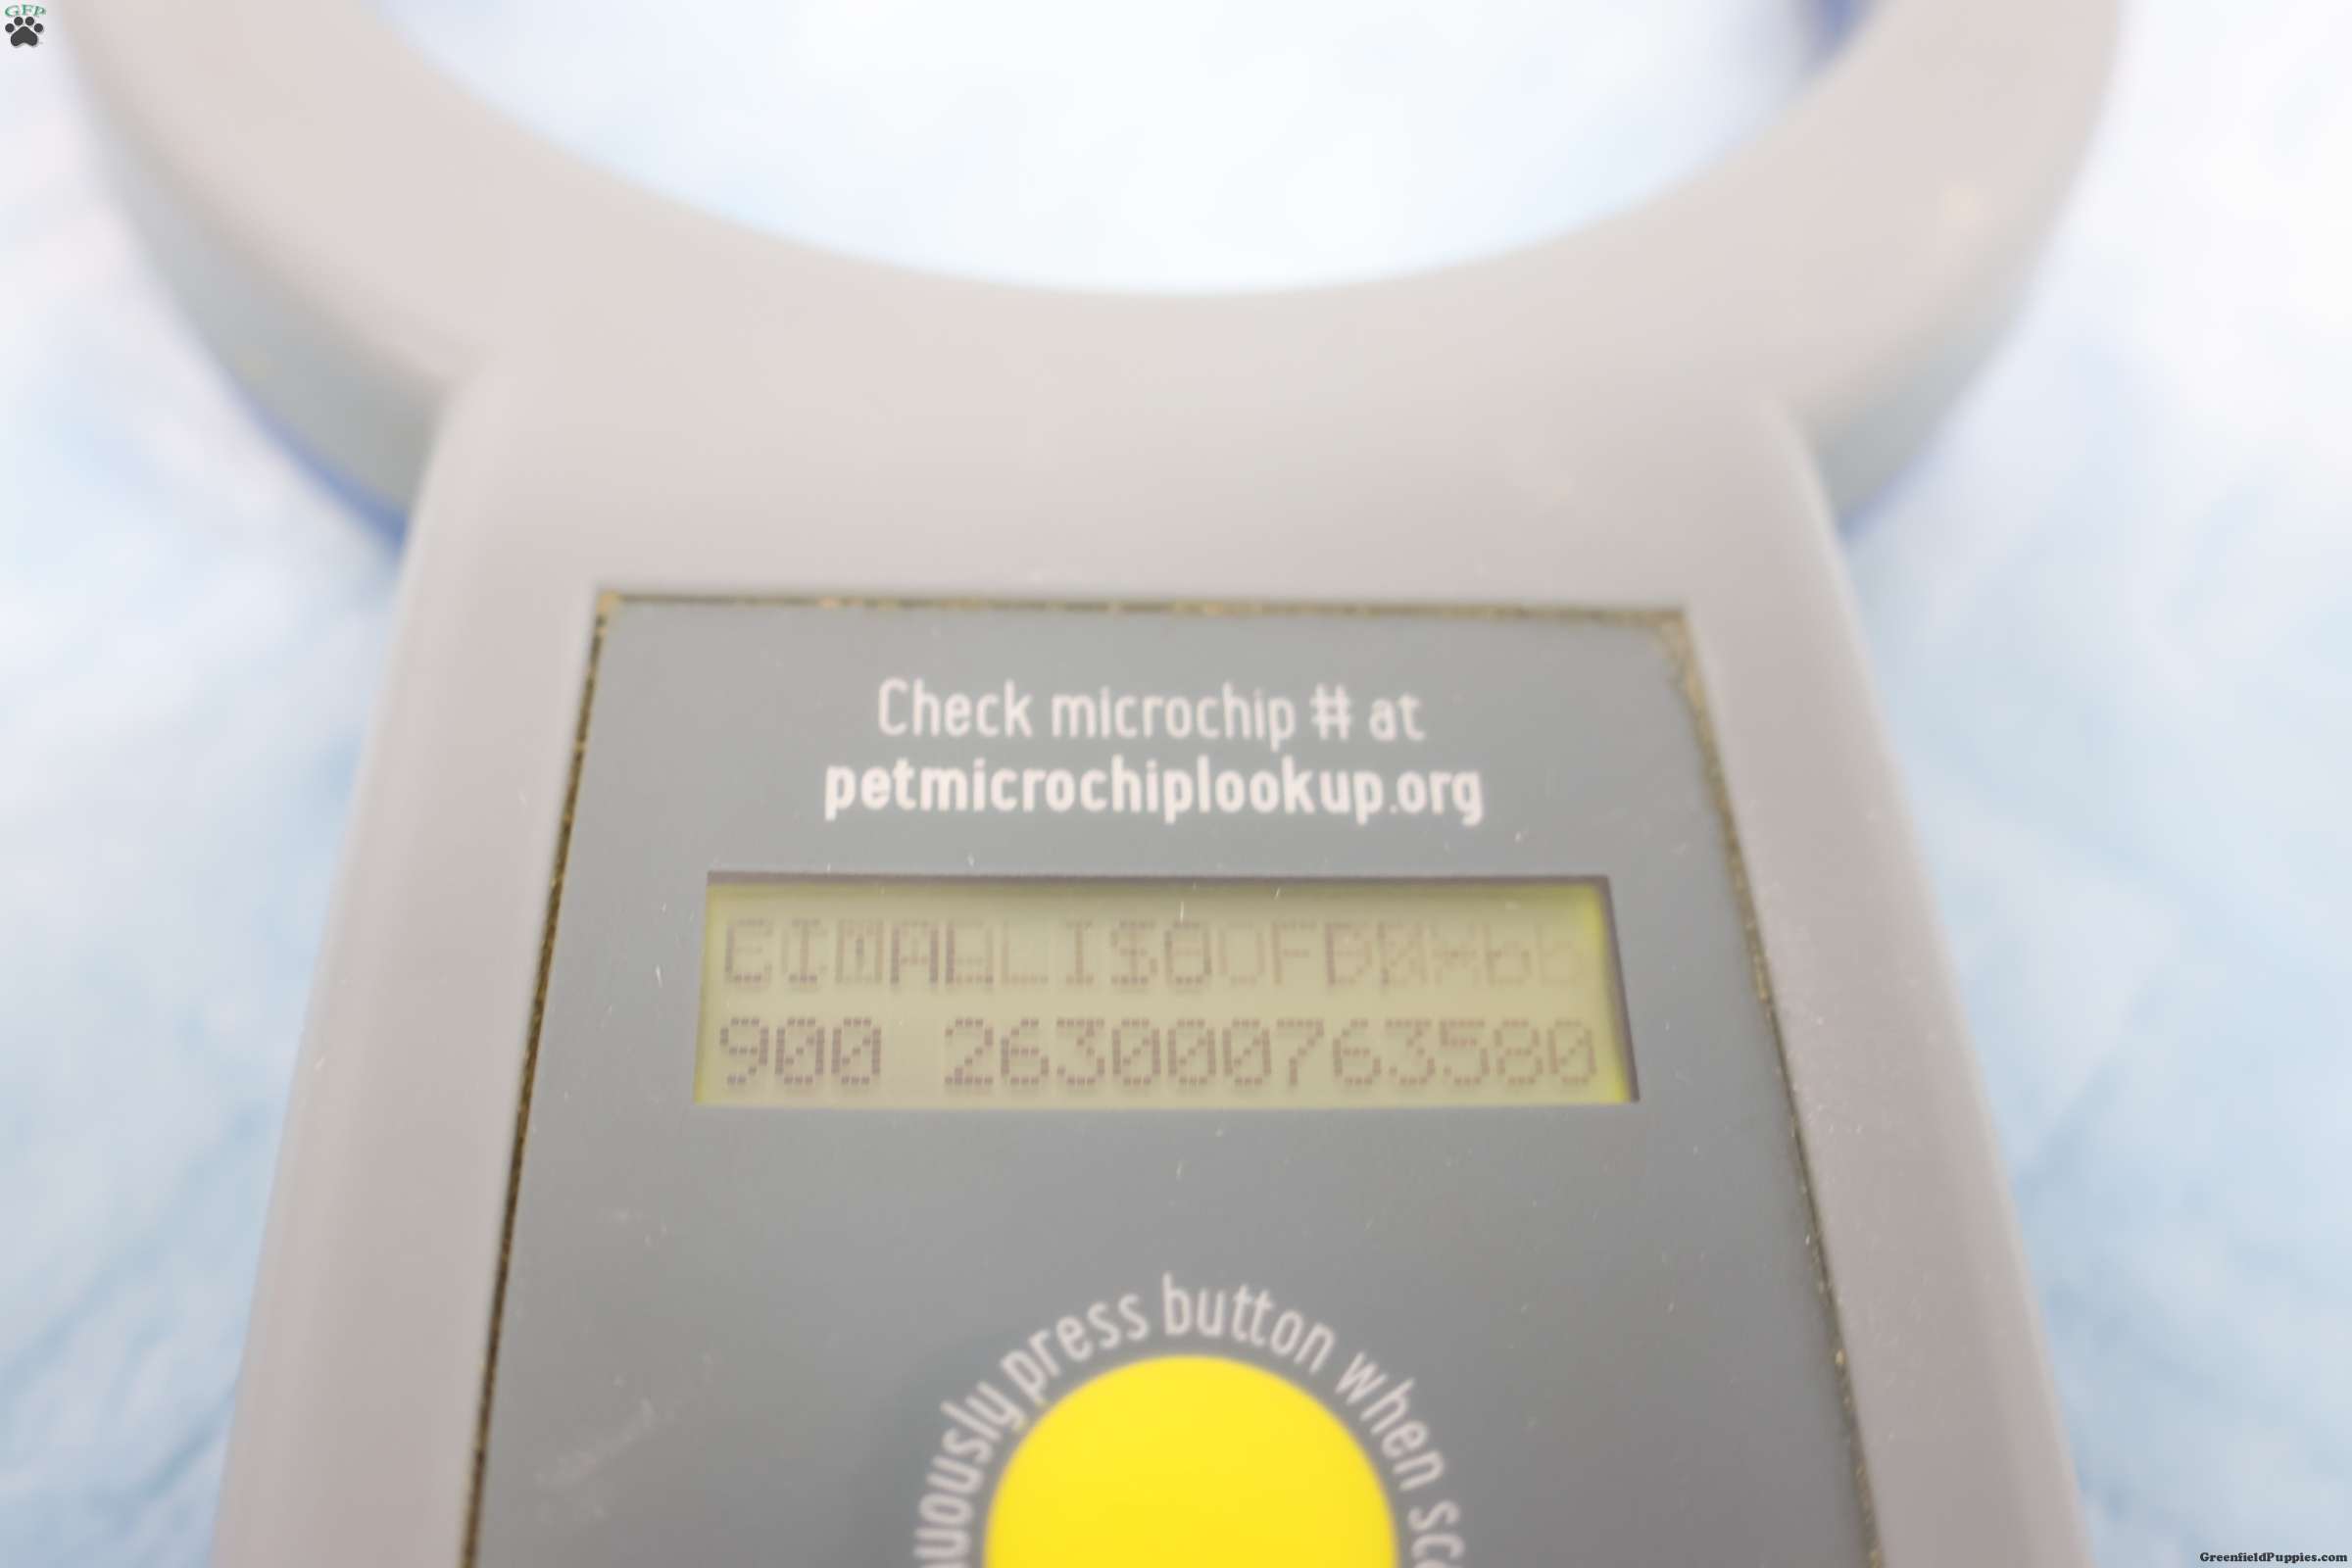 GFP
Check microchip # at
petmicrochiplookup.org
900 263000763580
press button when
GreenfieldPuppies.com